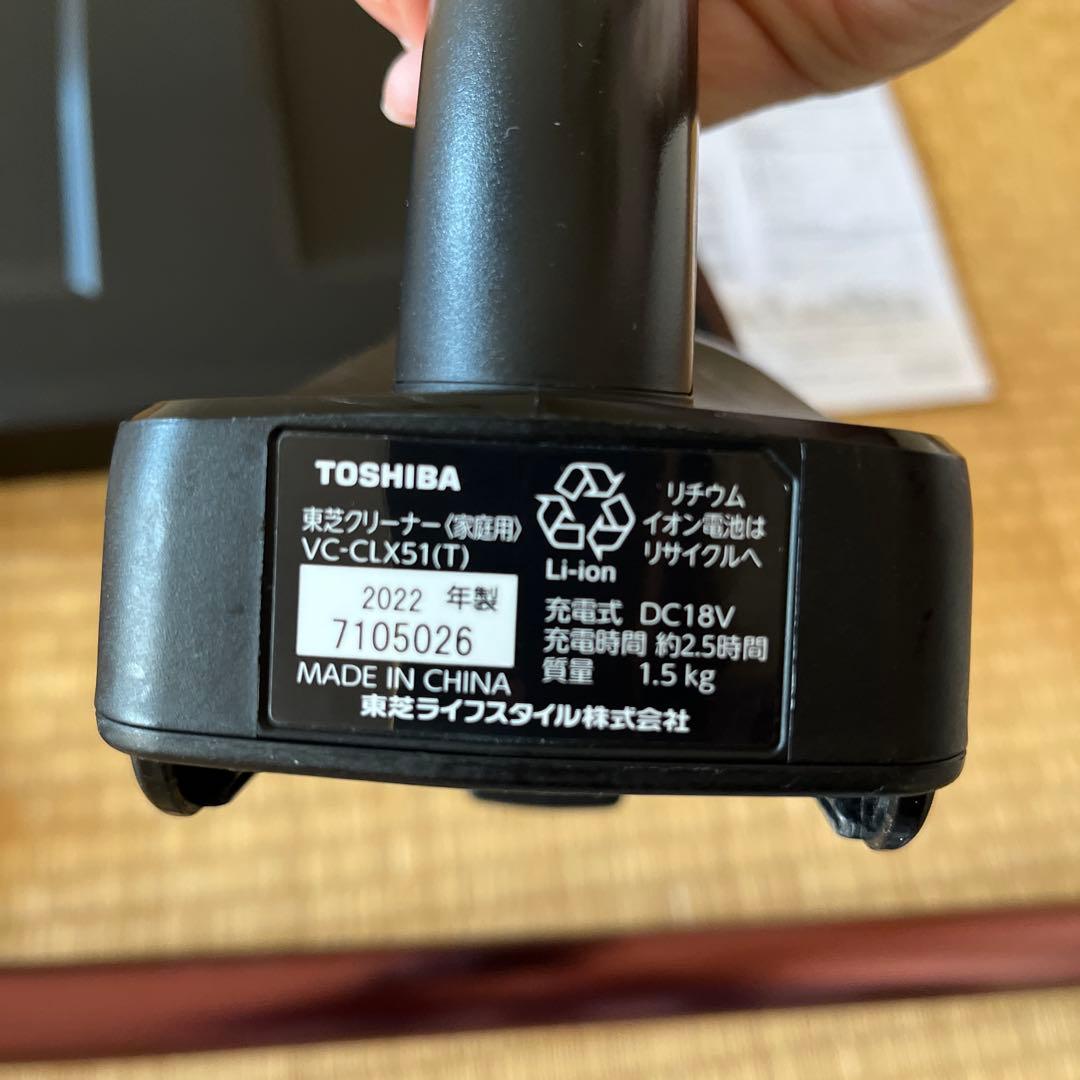 TOSHIBA
東芝クリーナー〈家庭用〉
VC-CLX51(T)
2022 年製
7105026
MADE IN CHINA
リチウム
イオン電池は
リサイクルへ
Li-ion
充電式 DC18V
充電時間 約2.5時間
質量 1.5 kg
東芝ライフスタイル株式会社